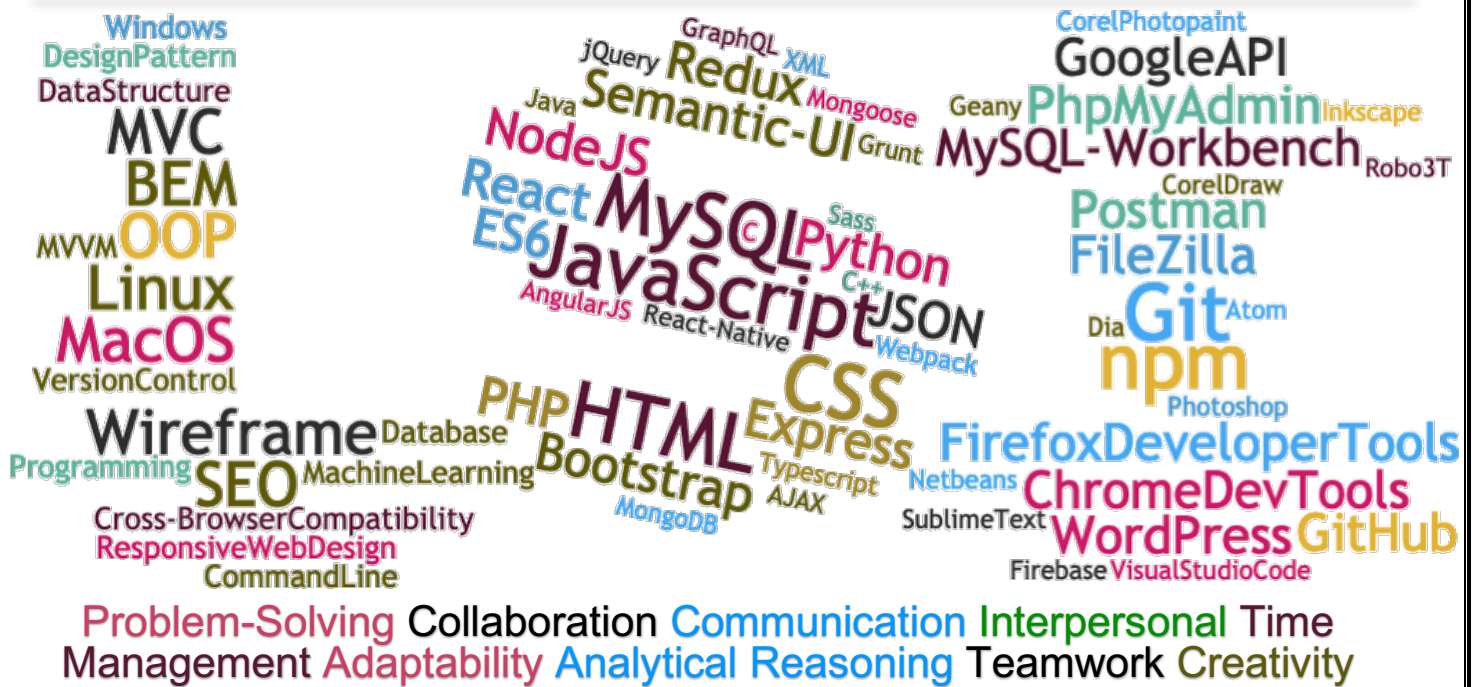 Windows
DesignPattern
DataStructure
MVC
BEM
MVVM OOP
Linux
MacOS
VersionControl
Wireframe Database
Programming SEO MachineLearning
Cross-BrowserCompatibility
ResponsiveWebDesign
CommandLine
GraphQL
jQuery Redux XML
Java Semantic-UI Mongoose
Grunt
NodeJS
React MySQL Sass
C
ES6 JavaScript Python
C++
AngularJS React-Native JSON
Webpack
CSS
PHP HTML Express
Bootstrap Typescript
MongoDB AJAX
CorelPhotopaint
GoogleAPI
Geany PhpMyAdmin Inkscape
MySQL-Workbench Robo3T
CorelDraw
Postman
FileZilla
Dia Git Atom
npm
Photoshop
FirefoxDeveloperTools
Netbeans ChromeDevTools
SublimeText WordPress GitHub
Firebase VisualStudioCode
Problem-Solving Collaboration Communication Interpersonal Time
Management Adaptability Analytical Reasoning Teamwork Creativity